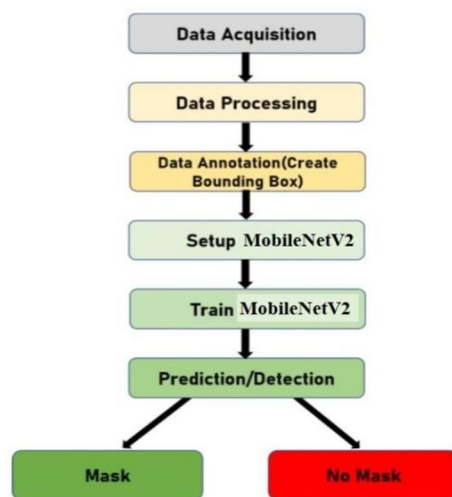 Data Acquisition
Data Processing
Data Annotation(Create
Bounding Box)
Setup MobileNetV2
Train MobileNetV2
Prediction/Detection
Mask
No Mask